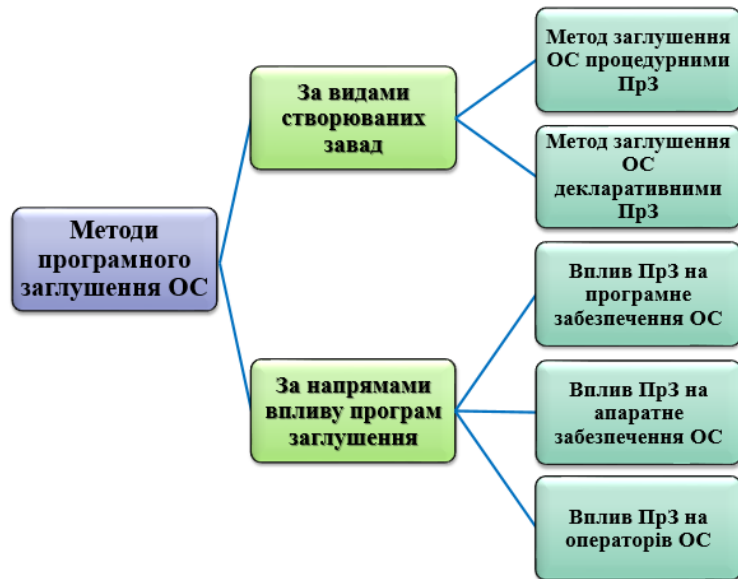 Методи
програмного
заглушення ОС
За видами
створюваних
завад
Метод заглушення
ОС процедурними
ПрЗ
Метод заглушення
ОС
декларативними
ПрЗ
За напрямами
впливу програм
заглушення
Вплив ПрЗ на
програмне
забезпечення ОС
Вплив ПрЗ на
апаратне
забезпечення ОС
Вплив ПрЗ на
операторів ОС